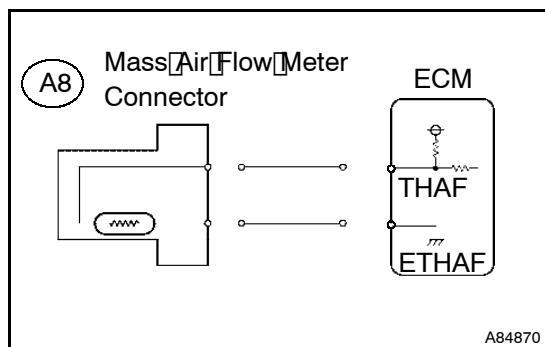 A8
Mass Air Flow Meter
Connector
ECM
THAF
ETHAF
A84870